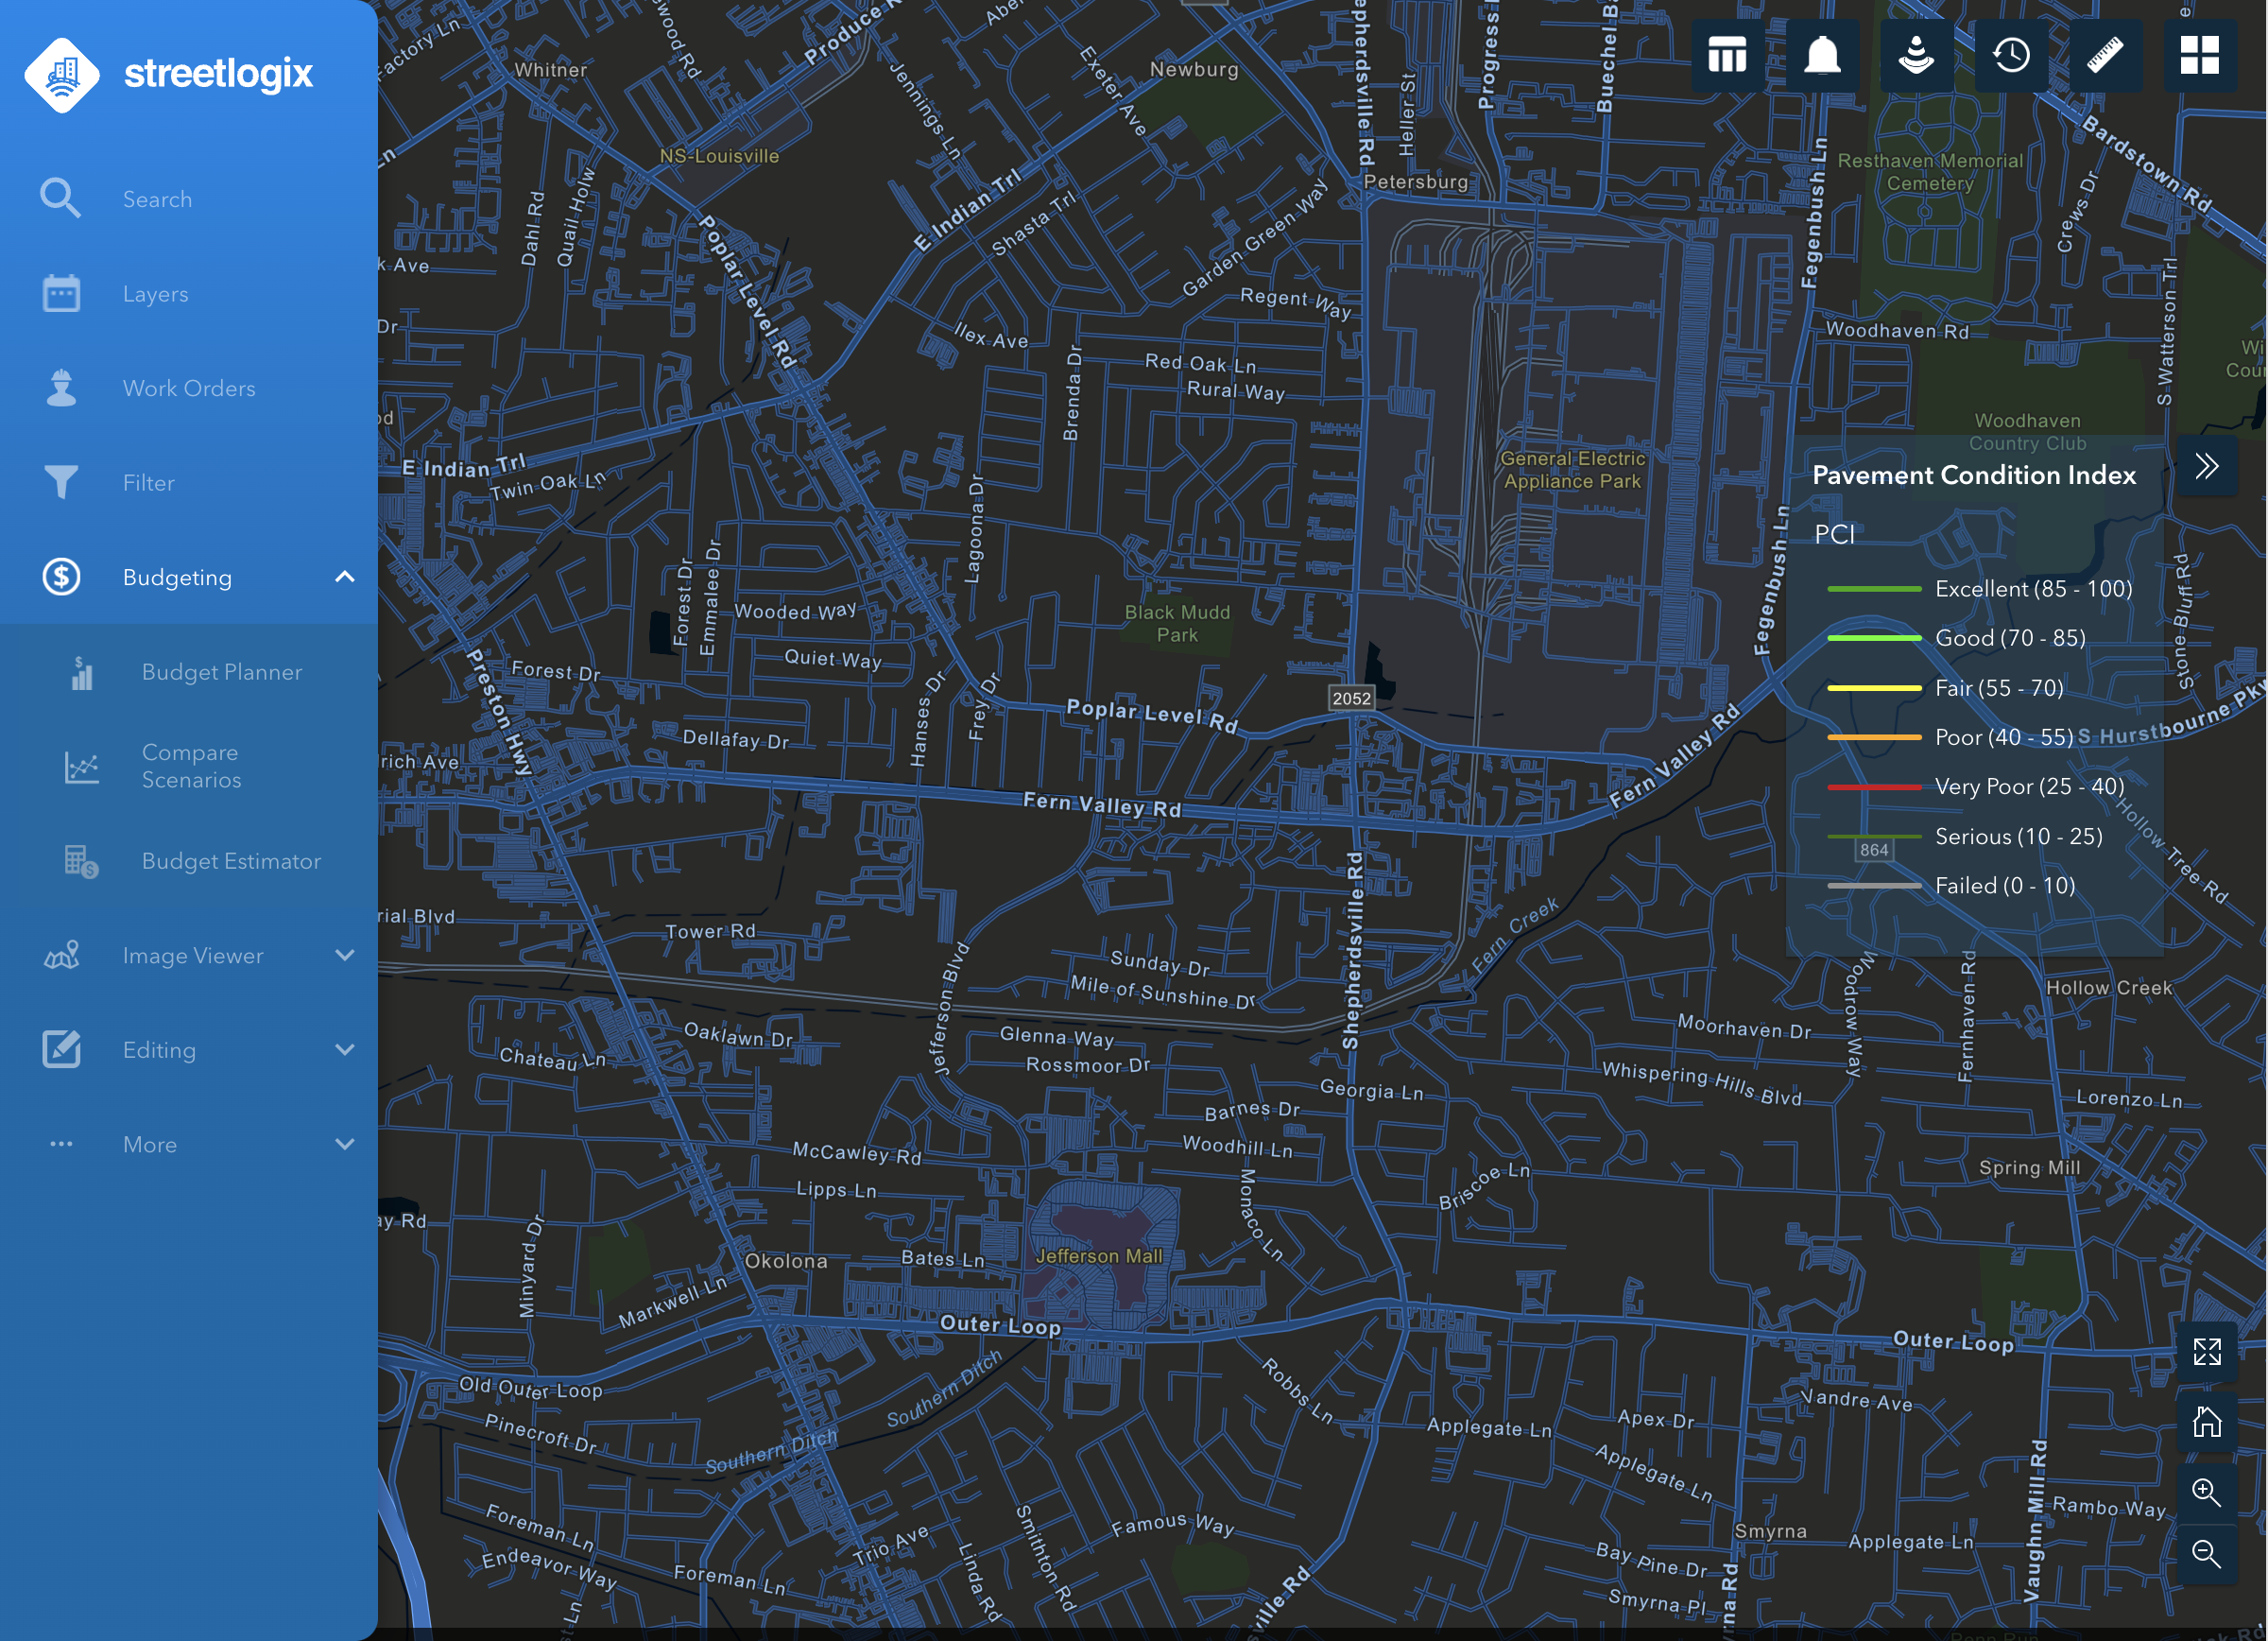 streetlogix
Search
Layers
Work Orders
Filter
Budgeting
Budget Planner
Compare
Scenarios
Budget Estimator
Image Viewer
Editing
More
Factory Ln
Whitner
Produce
Jennings Ln
Exeter Ave
Newburg
Heller St
Petersburg
Fegenbush Ln
Resthaven Memorial
Cemetery
Crews Dr
Bardstown Rd
NS-Louisville
Dahl Rd
Quail Holw
Poplar Level Rd
E Indian Trl
Shasta Trl
Garden Green Way
Regent Way
Ilex Ave
Brenda Dr
Red Oak Ln
Rural Way
Woodhaven Rd
S Watterson Trl
Woodhaven
Country Club
E Indian Trl
Twin Oak Ln
Lagoona Dr
General Electric
Appliance Park
Pavement Condition Index
PCI
Excellent (85 - 100)
Good (70 - 85)
Fair (55 - 70)
Poor (40 - 55)
Very Poor (25 - 40)
Serious (10 - 25)
864
Failed (0 - 10)
Fegenbush Ln
Stone Bluff Rd
Forest Dr
Emmalee Dr
Wooded Way
Quiet Way
Black Mudd
Park
Preston Hwy
Forest Dr
Hanses Dr
Frey Dr
Poplar Level Rd
2052
Dellafay Dr
Fern Valley Rd
Fern Valley Rd
Hollow Tree Rd
Tower Rd
Jefferson Blvd
Sunday Dr
Mile of Sunshine Dr
Shepherdsville Rd
Fern Creek
Woodrow Way
Fernhaven Rd
Hollow Creek
Chateau Ln
Oaklawn Dr
Glenna Way
Rossmoor Dr
Moorhaven Dr
Whispering Hills Blvd
Georgia Ln
Barnes Dr
Woodhill Ln
Lorenzo Ln
McCawley Rd
Lipps Ln
Monaco Ln
Briscoe Ln
Spring Mill
Minyard Dr
Okolona
Bates Ln
Jefferson Mall
Markwell Ln
Outer Loop
Outer Loop
Old Outer Loop
Pinecroft Dr
Southern Ditch
Southern Ditch
Robbs Ln
Applegate Ln
Apex Dr
Applegate Ln
Vandre Ave
Vaughn Mill Rd
Rambo Way
Foreman Ln
Endeavor Way
Foreman Ln
Trio Ave
Linda Rd
Smithton Rd
Famous Way
Smyrna
Applegate Ln
Bay Pine Dr
Smyrna Pl